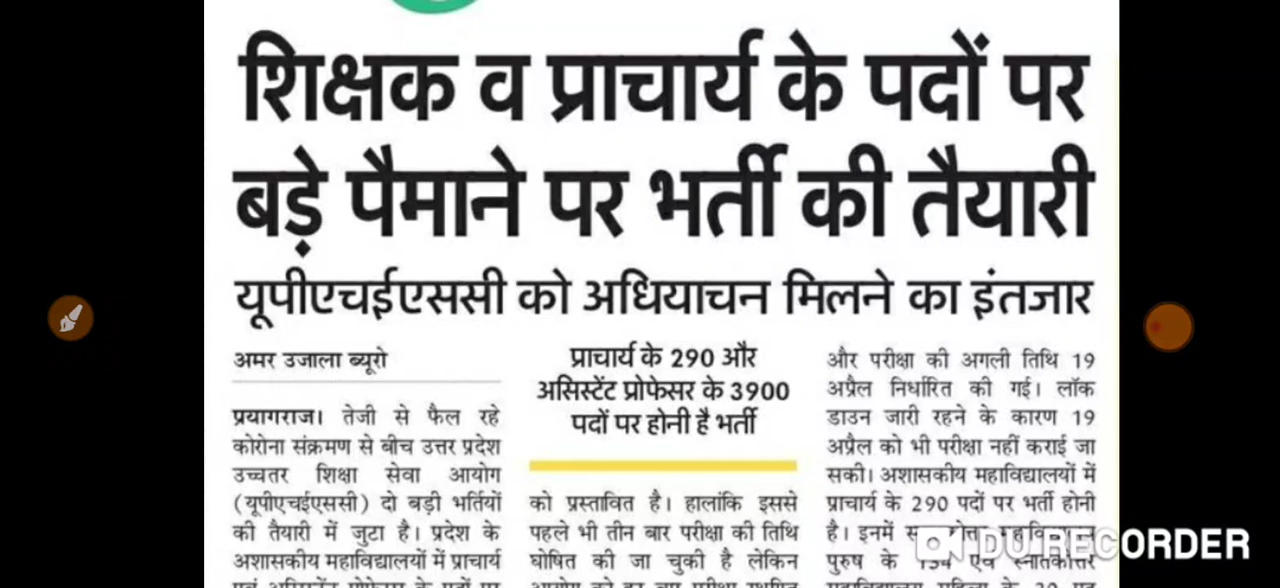 शिक्षक व प्राचार्य के पदों पर
बड़े पैमाने पर भर्ती की तैयारी
यूपीएचईएससी को अधियाचन मिलने का इंतजार
अमर उजाला ब्यूरो
प्रयागराज। तेजी से फैल रहे
कोरोना संक्रमण से बीच उत्तर प्रदेश
उच्चतर शिक्षा सेवा आयोग
(यूपीएचईएससी) दो बड़ी भर्तियों
की तैयारी में जुटा है। प्रदेश के
अशासकीय महाविद्यालयों में प्राचार्य
प्राचार्य के 290 और
असिस्टेंट प्रोफेसर के 3900
पदों पर होनी है भर्ती
को प्रस्तावित है। हालांकि इससे
पहले भी तीन बार परीक्षा की तिथि
घोषित की जा चुकी है लेकिन
और परीक्षा की अगली तिथि 19
अप्रैल निर्धारित की गई। लॉक
डाउन जारी रहने के कारण 19
अप्रैल को भी परीक्षा नहीं कराई जा
सकी। अशासकीय महाविद्यालयों में
प्राचार्य के 290 पदों पर भर्ती होनी
है। इनमें
पुरुष के
DU RECORDER